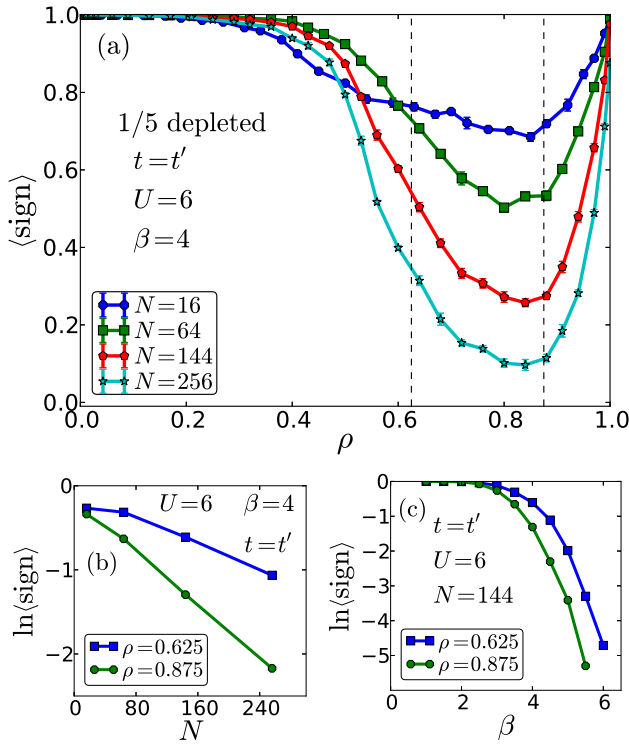 1.0
0.8
0.6
0.4
0.2
0.0
⟨sign⟩
(a)
1/5 depleted
t=t′
U=6
β=4
N=16
N=64
N=144
N=256
0.0 0.2 0.4 0.6 0.8 1.0
ρ
0
−1
−2
ln⟨sign⟩
U=6 β=4
t=t′
(b)
ρ=0.625
ρ=0.875
0 80 160 240
N
0
−1
−2
−3
−4
−5
ln⟨sign⟩
(c)
t=t′
U=6
N=144
ρ=0.625
ρ=0.875
0 2 4 6
β